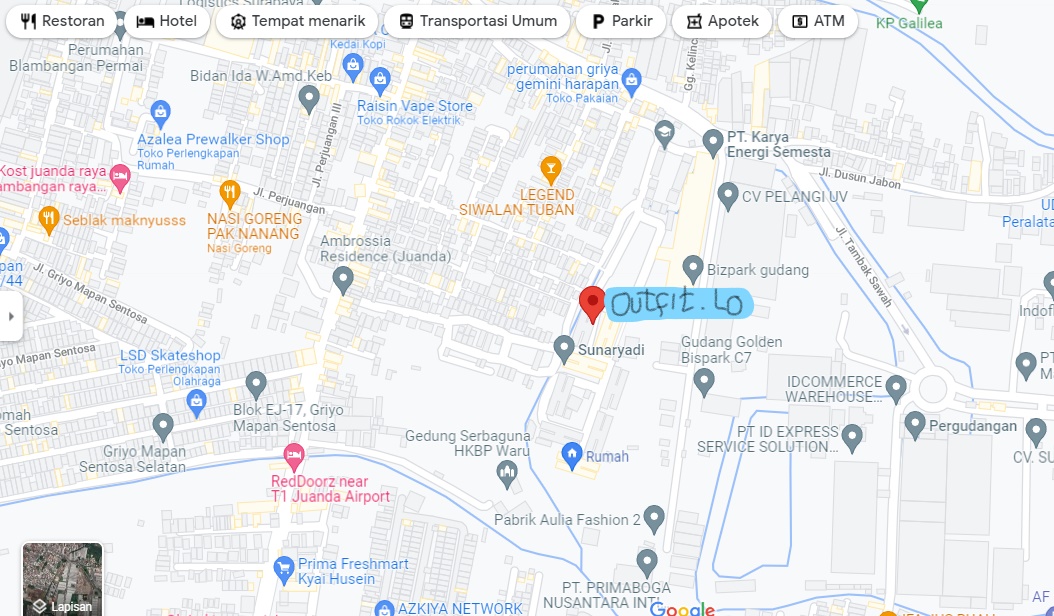 Restoran
Hotel
Tempat menarik
Transportasi Umum
Parkir
Apotek
ATM
KP Galilea
Perumahan
Blambangan Permai
Kedai Kopi
Bidan Ida W.Amd.Keb
Raisin Vape Store
Toko Rokok Elektrik
perumahan griya
gemini harapan
Toko Pakaian
Gg. Kelinc
Azalea Prewalker Shop
Toko Perlengkapan
Rumah
Jl. Perjuangan III
PT. Karya
Energi Semesta
Kost juanda raya
ambangan raya...
Jl. Perjuangan
Jl. Dusun Jabon
LEGEND
SIWALAN TUBAN
CV PELANGI UV
UD
Peralata
Seblak maknyusss
NASI GORENG
PAK NANANG
Nasi Goreng
Ambrossia
Residence (Juanda)
Jl. Tambak Sawah
pan
/44
Jl. Griyo Mapan Sentosa
Bizpark gudang
OUtfit.LO
Indofi
Sunaryadi
Gudang Golden
Bispark C7
yo Mapan Sentosa
LSD Skateshop
Toko Perlengkapan
Olahraga
PT
Ma
IDCOMMERCE
WAREHOUSE...
Blok EJ-17, Griyo
Mapan Sentosa
omah
Sentosa
Griyo Mapan
Sentosa Selatan
Gedung Serbaguna
HKBP Waru
PT ID EXPRESS
SERVICE SOLUTION...
Pergudangan
CV. SU
Rumah
RedDoorz near
T1 Juanda Airport
Pabrik Aulia Fashion 2
Prima Freshmart
Kyai Husein
PT. PRIMABOGA
NUSANTARA INTI
Lapisan
AZKIYA NETWORK
Google
AF